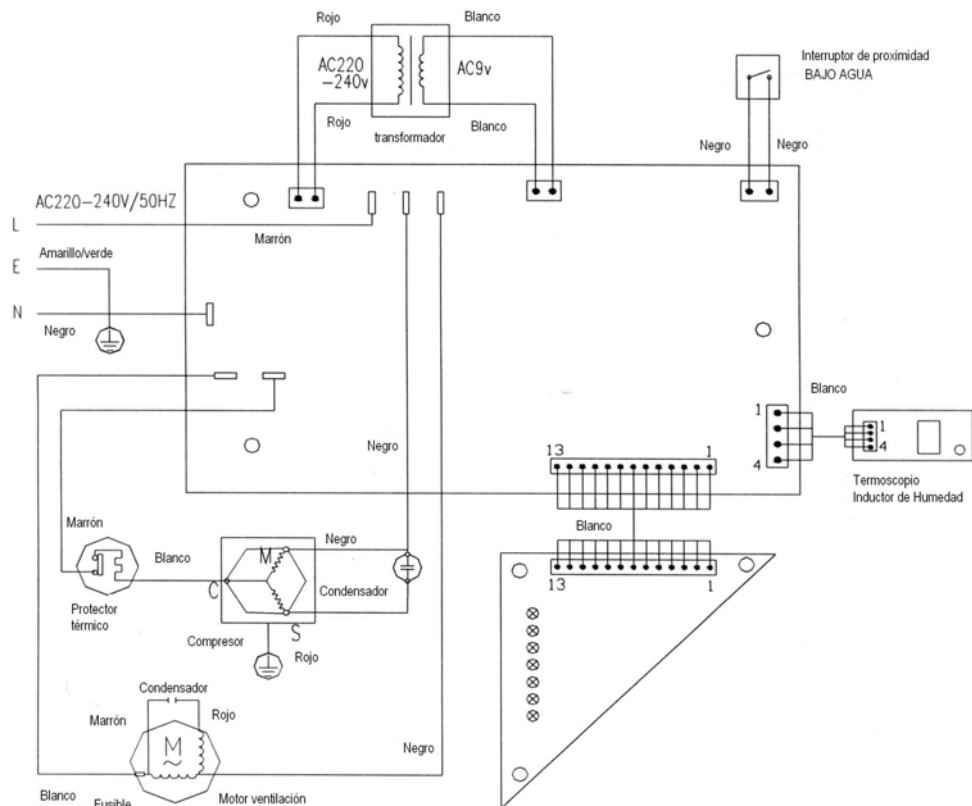 Rojo
Blanco
AC220
-240v
AC9v
Interruptor de proximidad
BAJO AGUA
Rojo
Blanco
transformador
Negro
Negro
AC220-240V/50HZ
L
Marrón
Amarillo/verde
E
N
Negro
Blanco
1
4
1
4
Termoscopio
Inductor de Humedad
Negro
13
1
Marrón
Blanco
Negro
Blanco
M
C
S
Condensador
13
1
Protector
térmico
Compresor
Rojo
Condensador
Marrón
Rojo
M
~
Negro
Blanco
Fusible
Motor ventilación